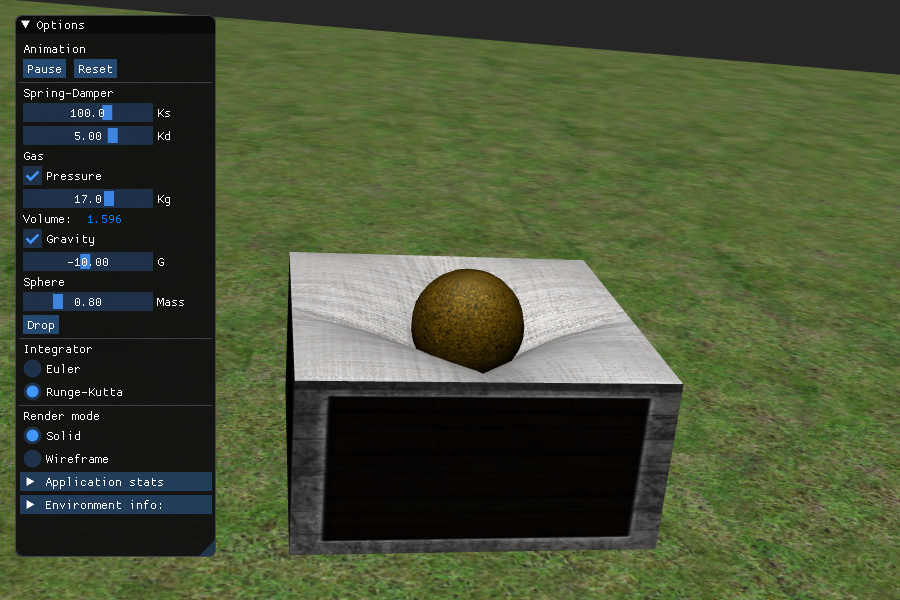 Options
Animation
Pause Reset
Spring-Damper
100.0 Ks
5.00 Kd
Gas
Pressure
17.0 Kg
Volume: 1.596
Gravity
-10.00 G
Sphere
0.80 Mass
Drop
Integrator
Euler
Runge-Kutta
Render mode
Solid
Wireframe
Application stats
Environment info: